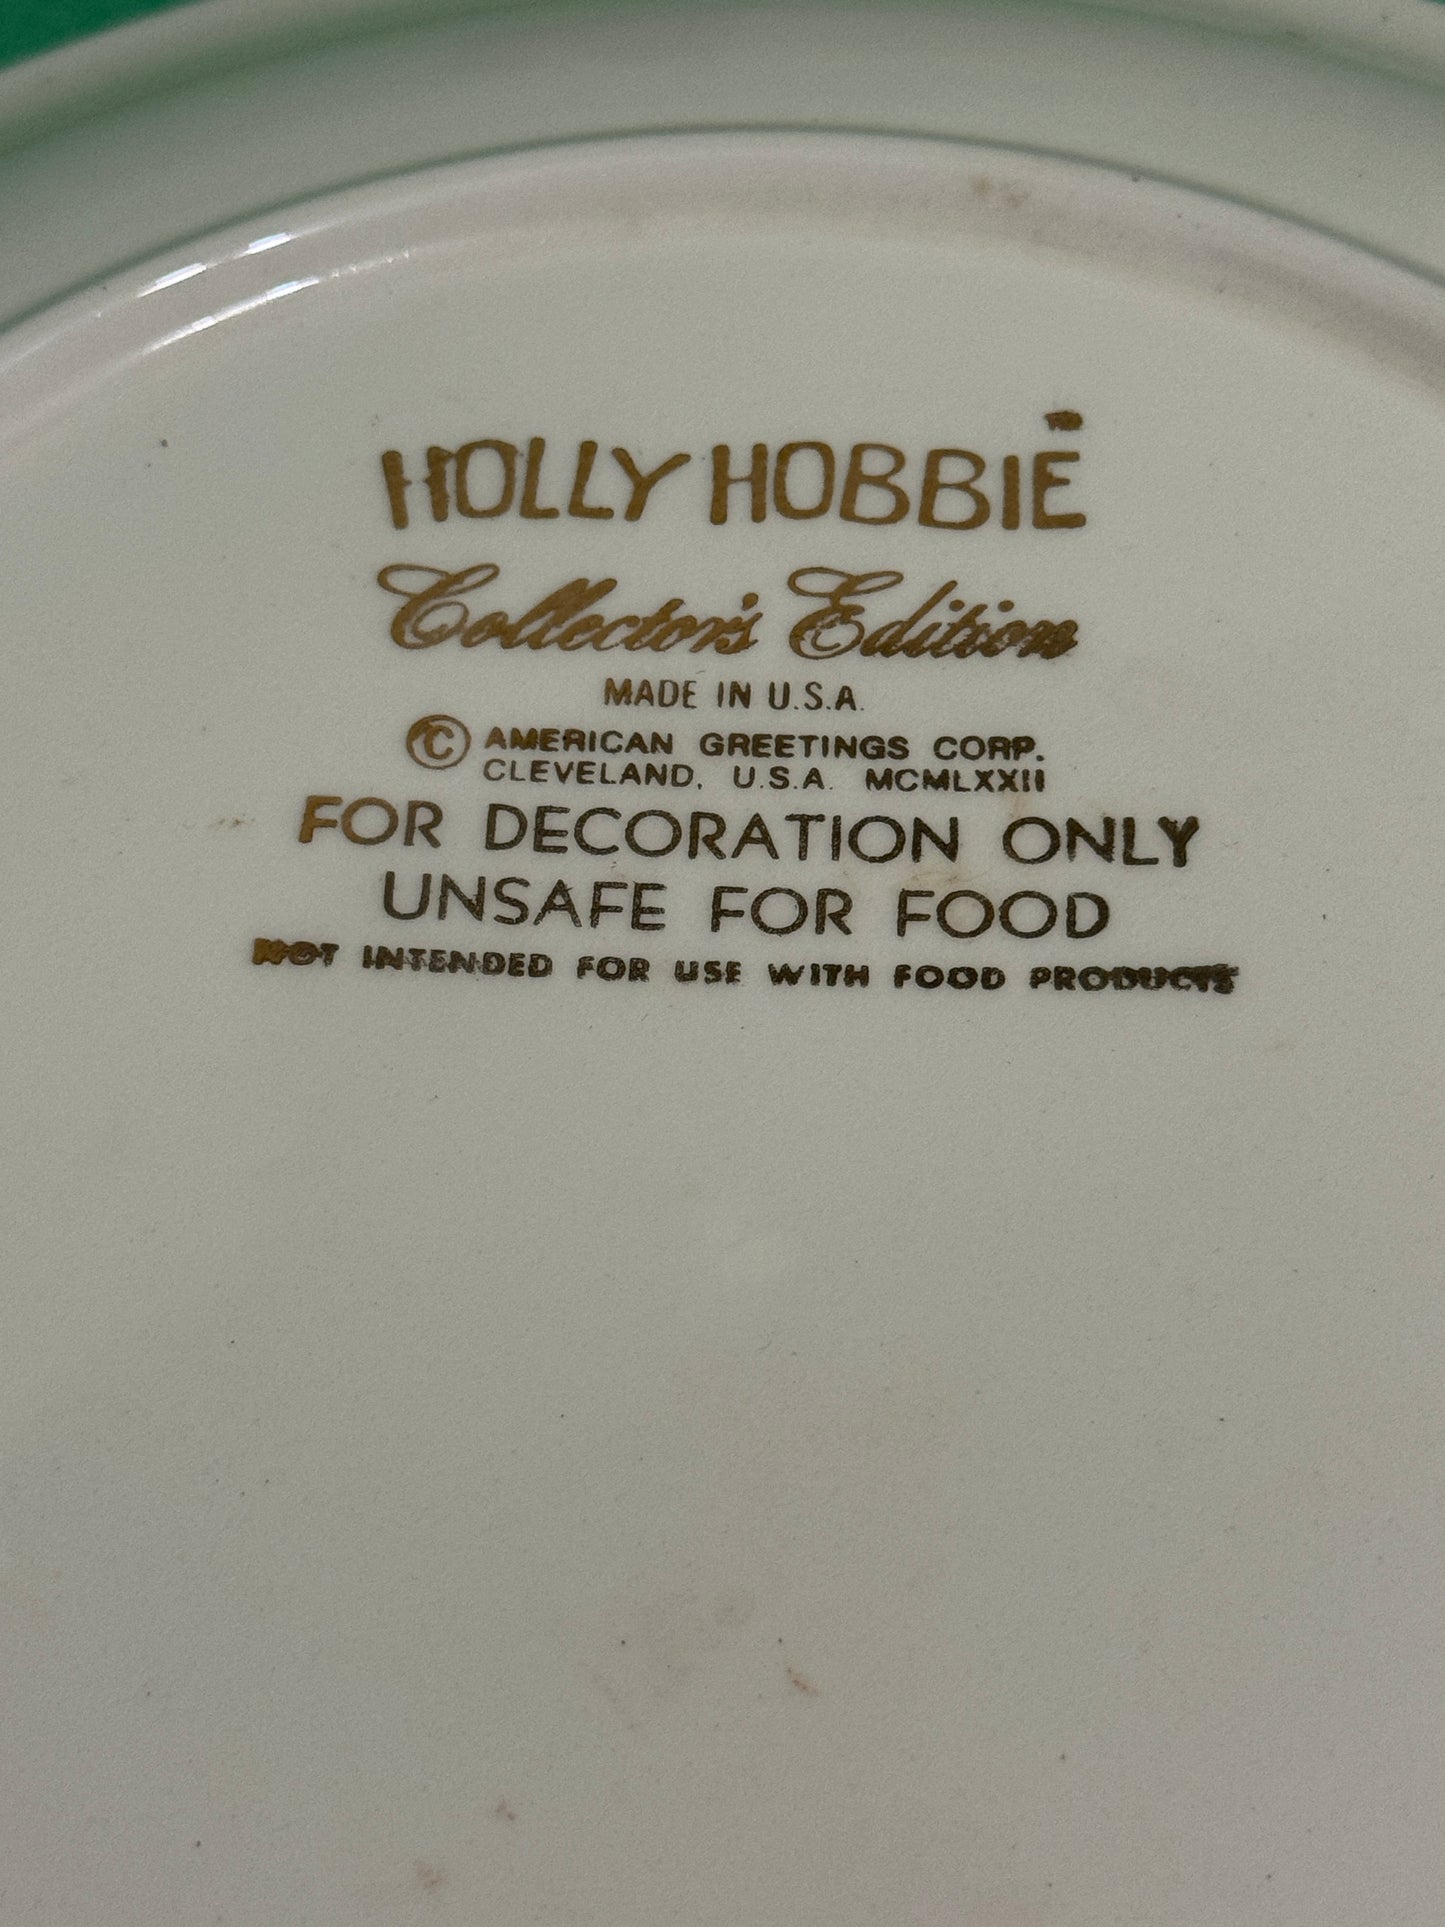 HOLLY HOBBIE™
Collector's Edition
MADE IN U.S.A.
© AMERICAN GREETINGS CORP.
CLEVELAND, U.S.A. MCMLXXII
FOR DECORATION ONLY
UNSAFE FOR FOOD
NOT INTENDED FOR USE WITH FOOD PRODUCTS